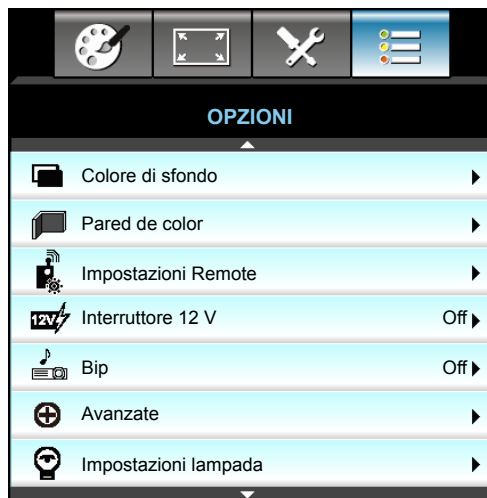 OPZIONI
Colore di sfondo
Pared de color
Impostazioni Remote
12V Interruttore 12 V Off
Bip Off
Avanzate
Impostazioni lampada